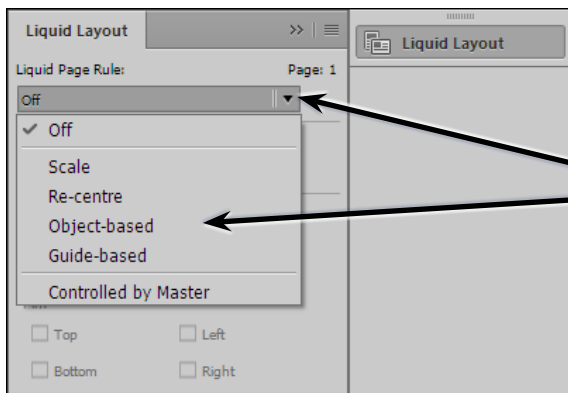 Liquid Layout
Liquid Layout
Liquid Page Rule: Page: 1
Off
Off
Scale
Re-centre
Object-based
Guide-based
Controlled by Master
Top Left
Bottom Right